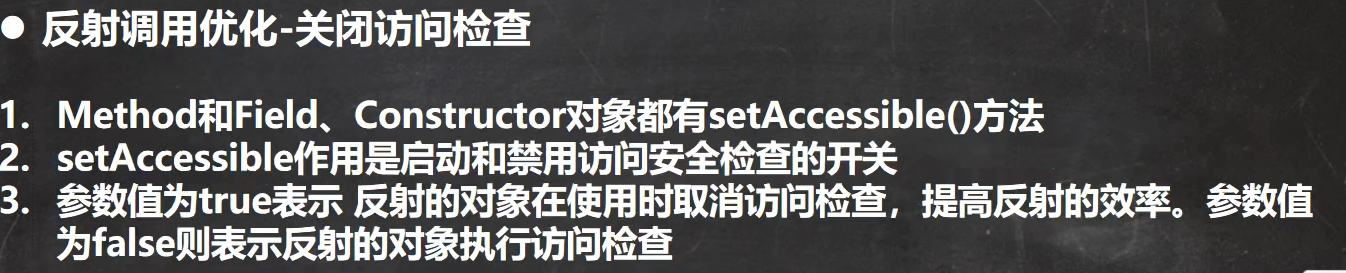 ● 反射调用优化-关闭访问检查
1. Method和Field、Constructor对象都有setAccessible()方法
2. setAccessible作用是启动和禁用访问安全检查的开关
3. 参数值为true表示 反射的对象在使用时取消访问检查，提高反射的效率。参数值
为false则表示反射的对象执行访问检查